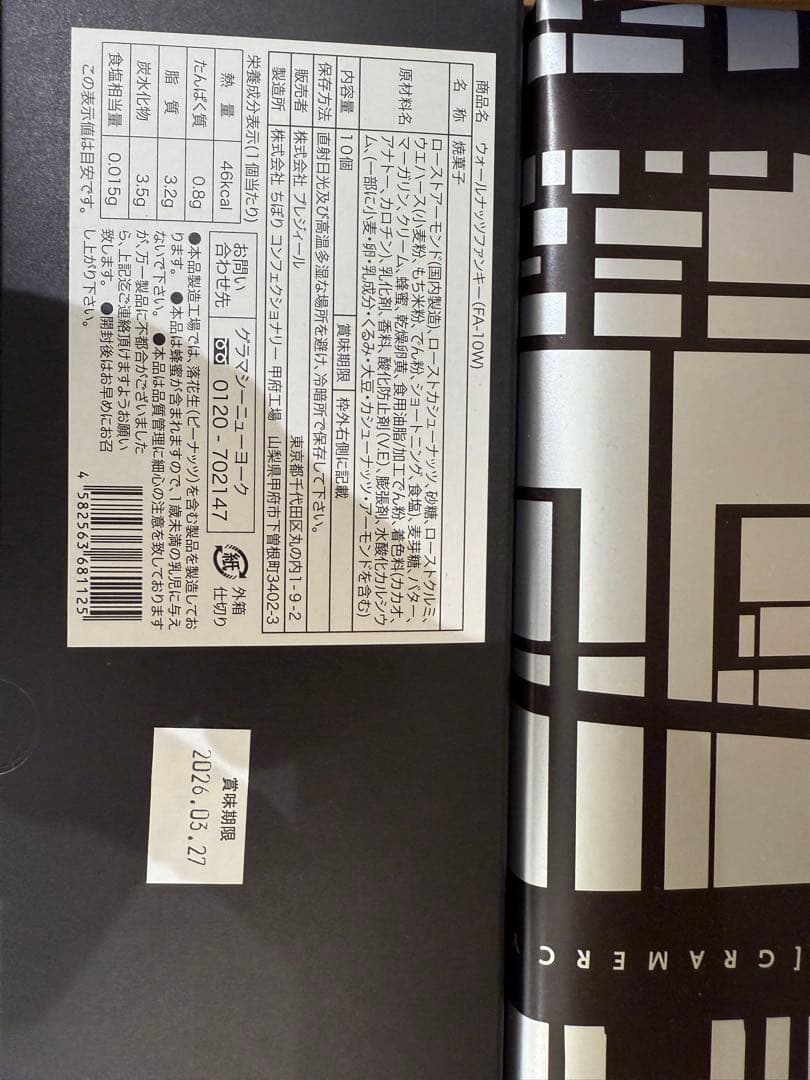 商品名 ウォールナッツファンキー(FA-10W)
名 称 焼菓子
原材料名 ローストアーモンド(国内製造)、ローストカシューナッツ、砂糖、ローストクルミ、
ウエハース(小麦粉、もち米粉、でん粉、ショートニング、食塩)、麦芽糖、バター、
マーガリン、クリーム、蜂蜜、乾燥卵黄、食用油脂/加工でん粉、着色料(カカオ、
アナトー、カロチン)、乳化剤、香料、酸化防止剤(V.E)、膨張剤、水酸化カルシウ
ム、(一部に小麦・卵・乳成分・くるみ・大豆・カシューナッツ・アーモンドを含む)
内容量 10個 賞味期限 枠外右側に記載
保存方法 直射日光及び高温多湿な場所を避け、冷暗所で保存して下さい。
販売者 株式会社 プレジィール 東京都千代田区丸の内1-9-2
製造所 株式会社 ちぼり コンフェクショナリー 甲府工場 山梨県甲府市下曽根町3402-3
栄養成分表示(1個当たり)
熱 量 46kcal
たんぱく質 0.8g
脂 質 3.2g
炭水化物 3.5g
食塩相当量 0.015g
この表示値は目安です。
お問い
合わせ先
グラマシーニューヨーク
0120-702147
紙
外箱
仕切り
●本品製造工場では、落花生(ピーナッツ)を含む製品を製造してお
ります。 ●本品は蜂蜜が含まれますので、1歳未満の乳児に与え
ないで下さい。 ●本品は品質管理に細心の注意を致しております
が、万一製品に不都合がございました
ら、上記迄ご連絡頂けますようお願い
致します。 ●開封後はお早めにお召
し上がり下さい。
4 582563 681125
賞味期限
2026.03.27
[GRAMERCY